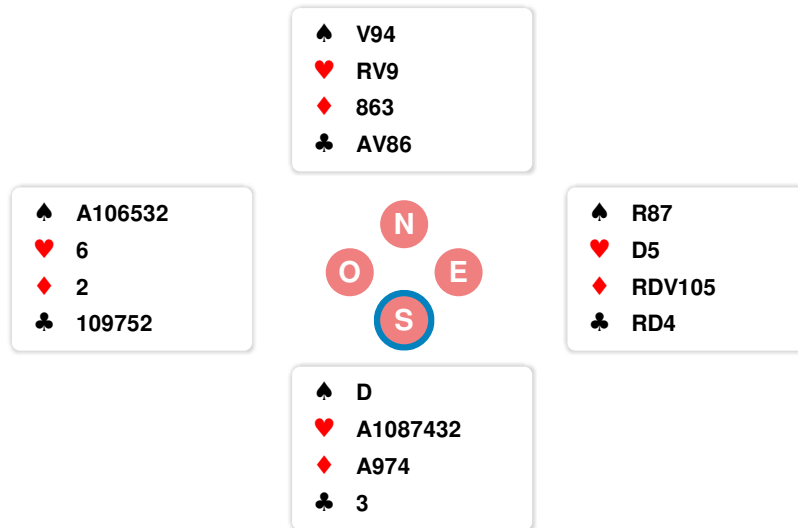 ♠ V94
♥ RV9
♦ 863
♣ AV86
♠ A106532
♥ 6
♦ 2
♣ 109752
N
O
E
S
♠ R87
♥ D5
♦ RDV105
♣ RD4
♠ D
♥ A1087432
♦ A974
♣ 3